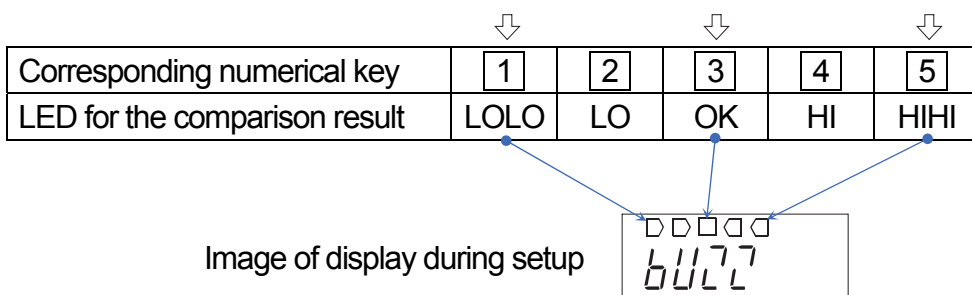 Corresponding numerical key 1 2 3 4 5
LED for the comparison result LOLO LO OK HI HIHI
Image of display during setup
bUZZ